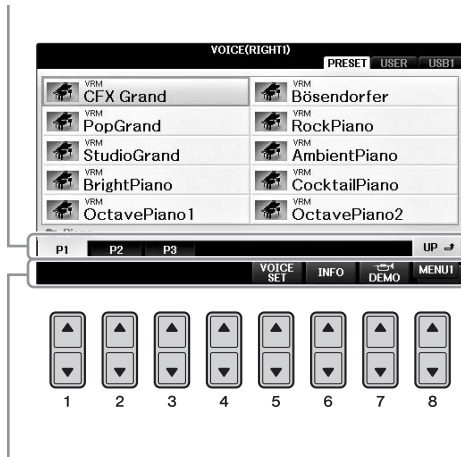 VOICE(RIGHT1)
PRESET USER USB1
VRM
CFX Grand
VRM
Bösendorfer
VRM
PopGrand
VRM
RockPiano
VRM
StudioGrand
VRM
AmbientPiano
VRM
BrightPiano
VRM
CocktailPiano
VRM
OctavePiano1
VRM
OctavePiano2
P1 P2 P3 UP
VOICE SET INFO DEMO MENU1
1 2 3 4 5 6 7 8